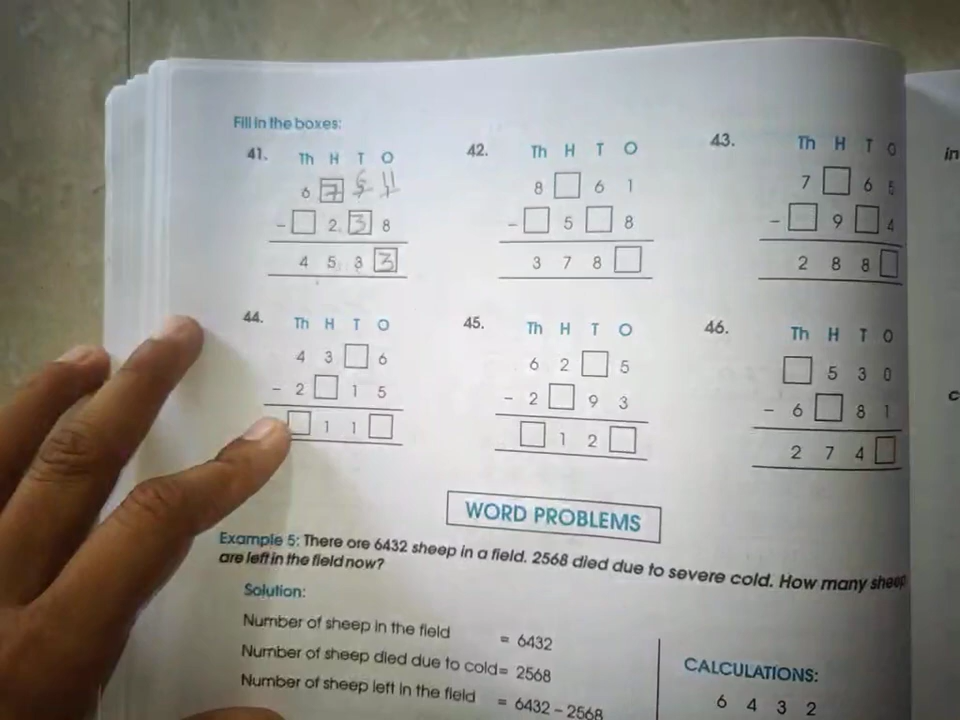 Fill in the boxes:
41. Th H T O
6 7 11
- 2 3 8
4 5 3 3
42. Th H T O
8 6 1
- 5 8
3 7 8
43. Th H T O
7 6 5
- 9 4
2 8 8
44. Th H T O
4 3 6
- 2 1 5
1 1
45. Th H T O
6 2 5
- 2 9 3
1 2
46. Th H T O
5 3 0
- 6 8 1
2 7 4
WORD PROBLEMS
Example 5: There ore 6432 sheep in a field. 2568 died due to severe cold. How many sheep
are left in the field now?
Solution:
Number of sheep in the field = 6432
Number of sheep died due to cold= 2568
Number of sheep left in the field = 6432 – 2568
CALCULATIONS:
6 4 3 2
in